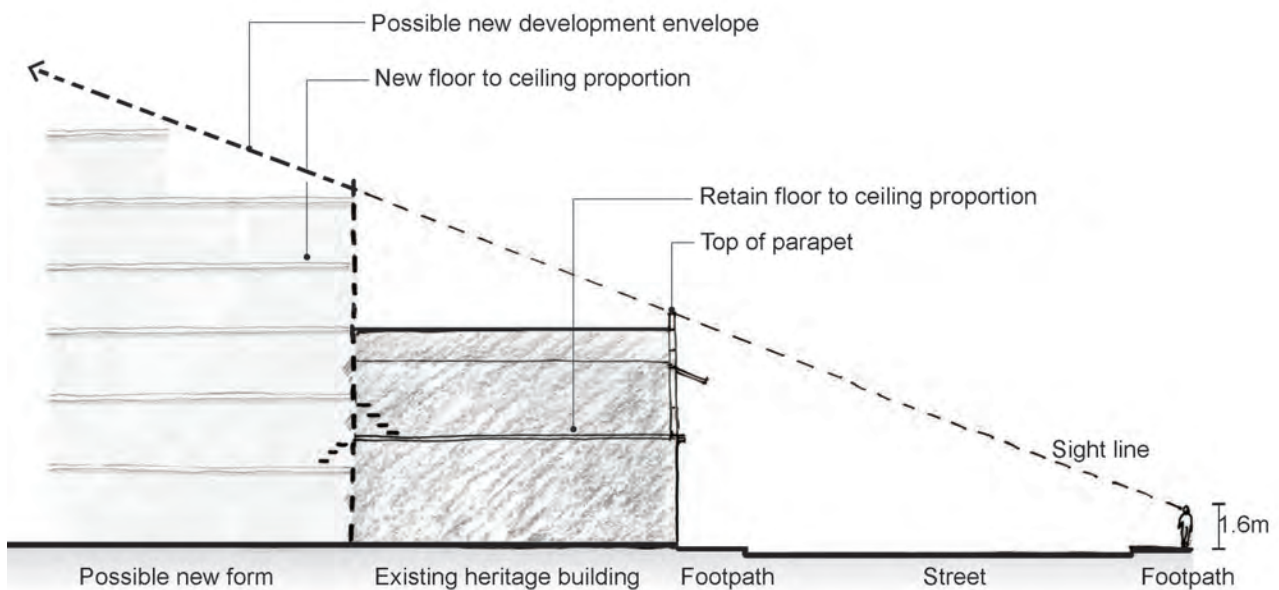 Possible new development envelope
New floor to ceiling proportion
Retain floor to ceiling proportion
Top of parapet
Sight line
1.6m
Possible new form
Existing heritage building
Footpath
Street
Footpath